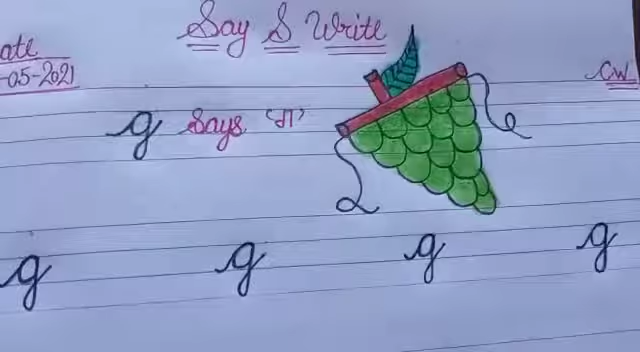 Say & Write
ate
-05-2021
CW
g says 'ग'
g g g g